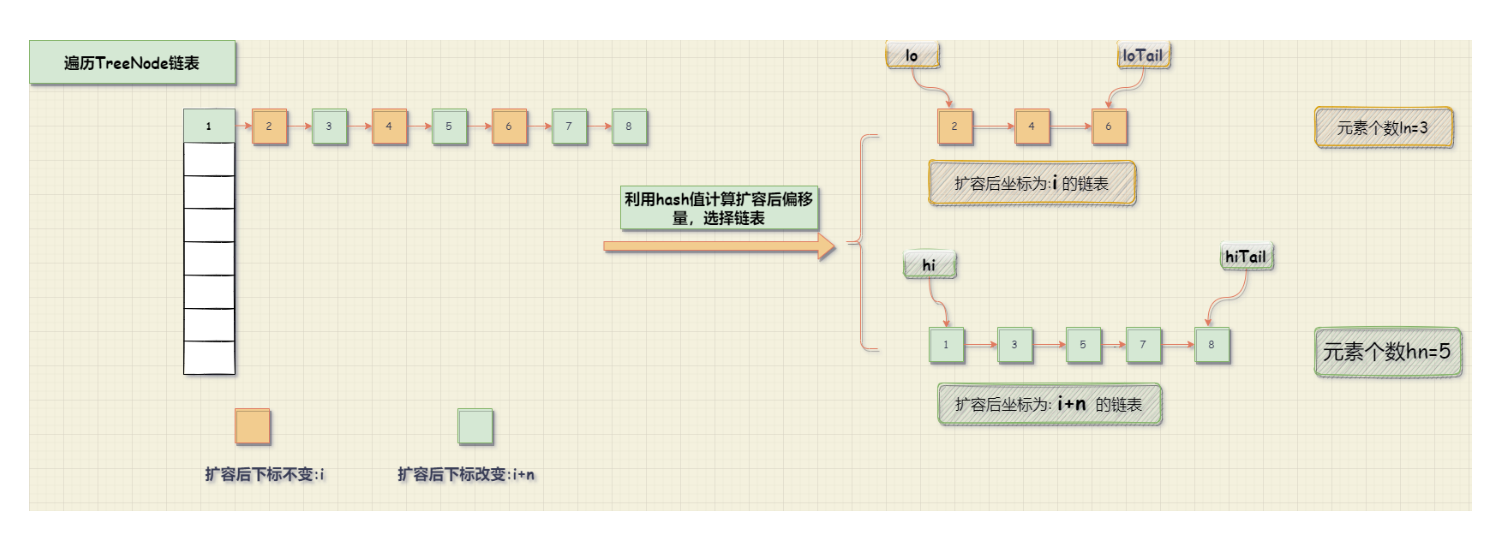 遍历TreeNode链表
lo
loTail
1
2
3
4
5
6
7
8
2
4
6
元素个数ln=3
扩容后坐标为:i 的链表
利用hash值计算扩容后偏移
量，选择链表
hi
hiTail
1
3
5
7
8
元素个数hn=5
扩容后坐标为: i+n 的链表
扩容后下标不变:i
扩容后下标改变:i+n